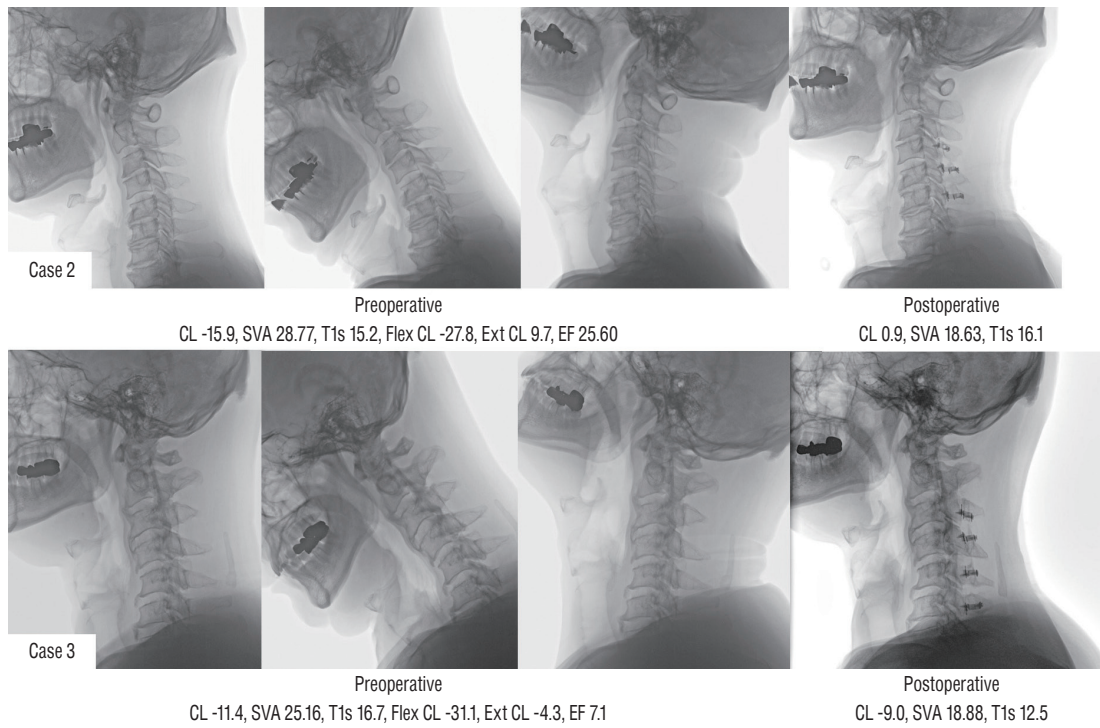 Case 2
Preoperative
Postoperative
CL -15.9, SVA 28.77, T1s 15.2, Flex CL -27.8, Ext CL 9.7, EF 25.60
CL 0.9, SVA 18.63, T1s 16.1
Case 3
Preoperative
Postoperative
CL -11.4, SVA 25.16, T1s 16.7, Flex CL -31.1, Ext CL -4.3, EF 7.1
CL -9.0, SVA 18.88, T1s 12.5